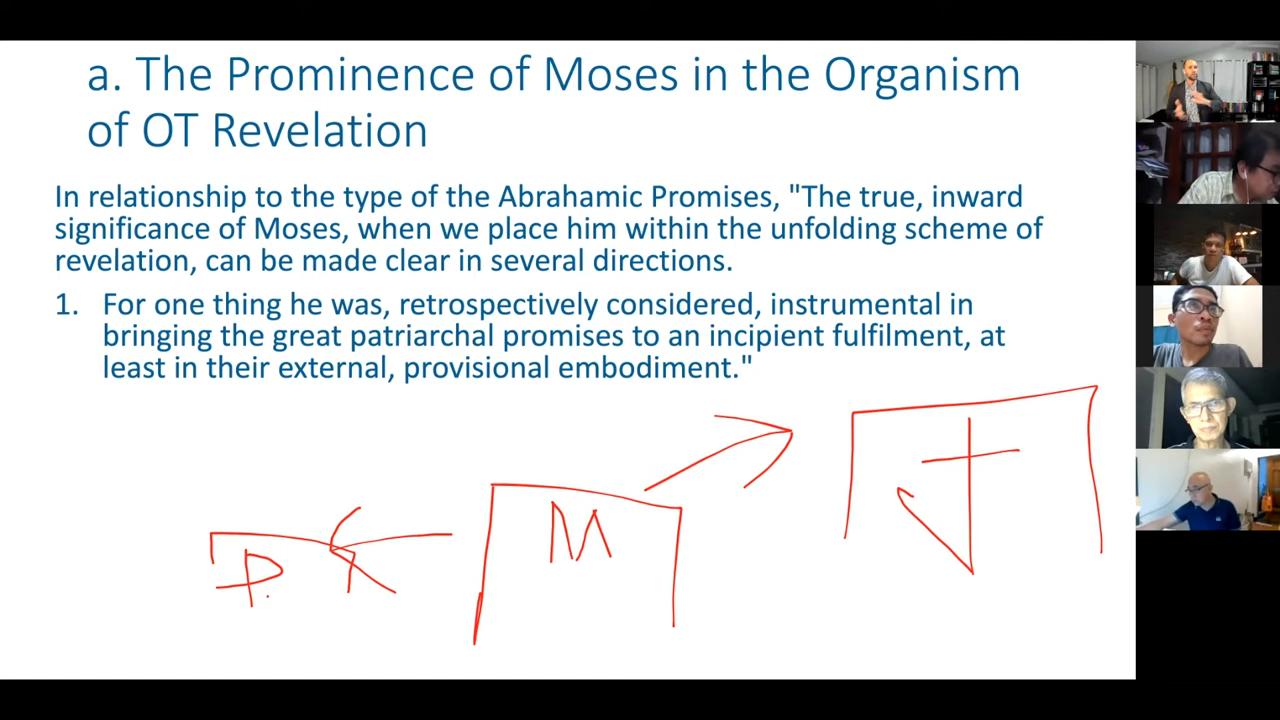 a. The Prominence of Moses in the Organism
of OT Revelation
In relationship to the type of the Abrahamic Promises, "The true, inward
significance of Moses, when we place him within the unfolding scheme of
revelation, can be made clear in several directions.
1. For one thing he was, retrospectively considered, instrumental in
bringing the great patriarchal promises to an incipient fulfilment, at
least in their external, provisional embodiment."
P. M J